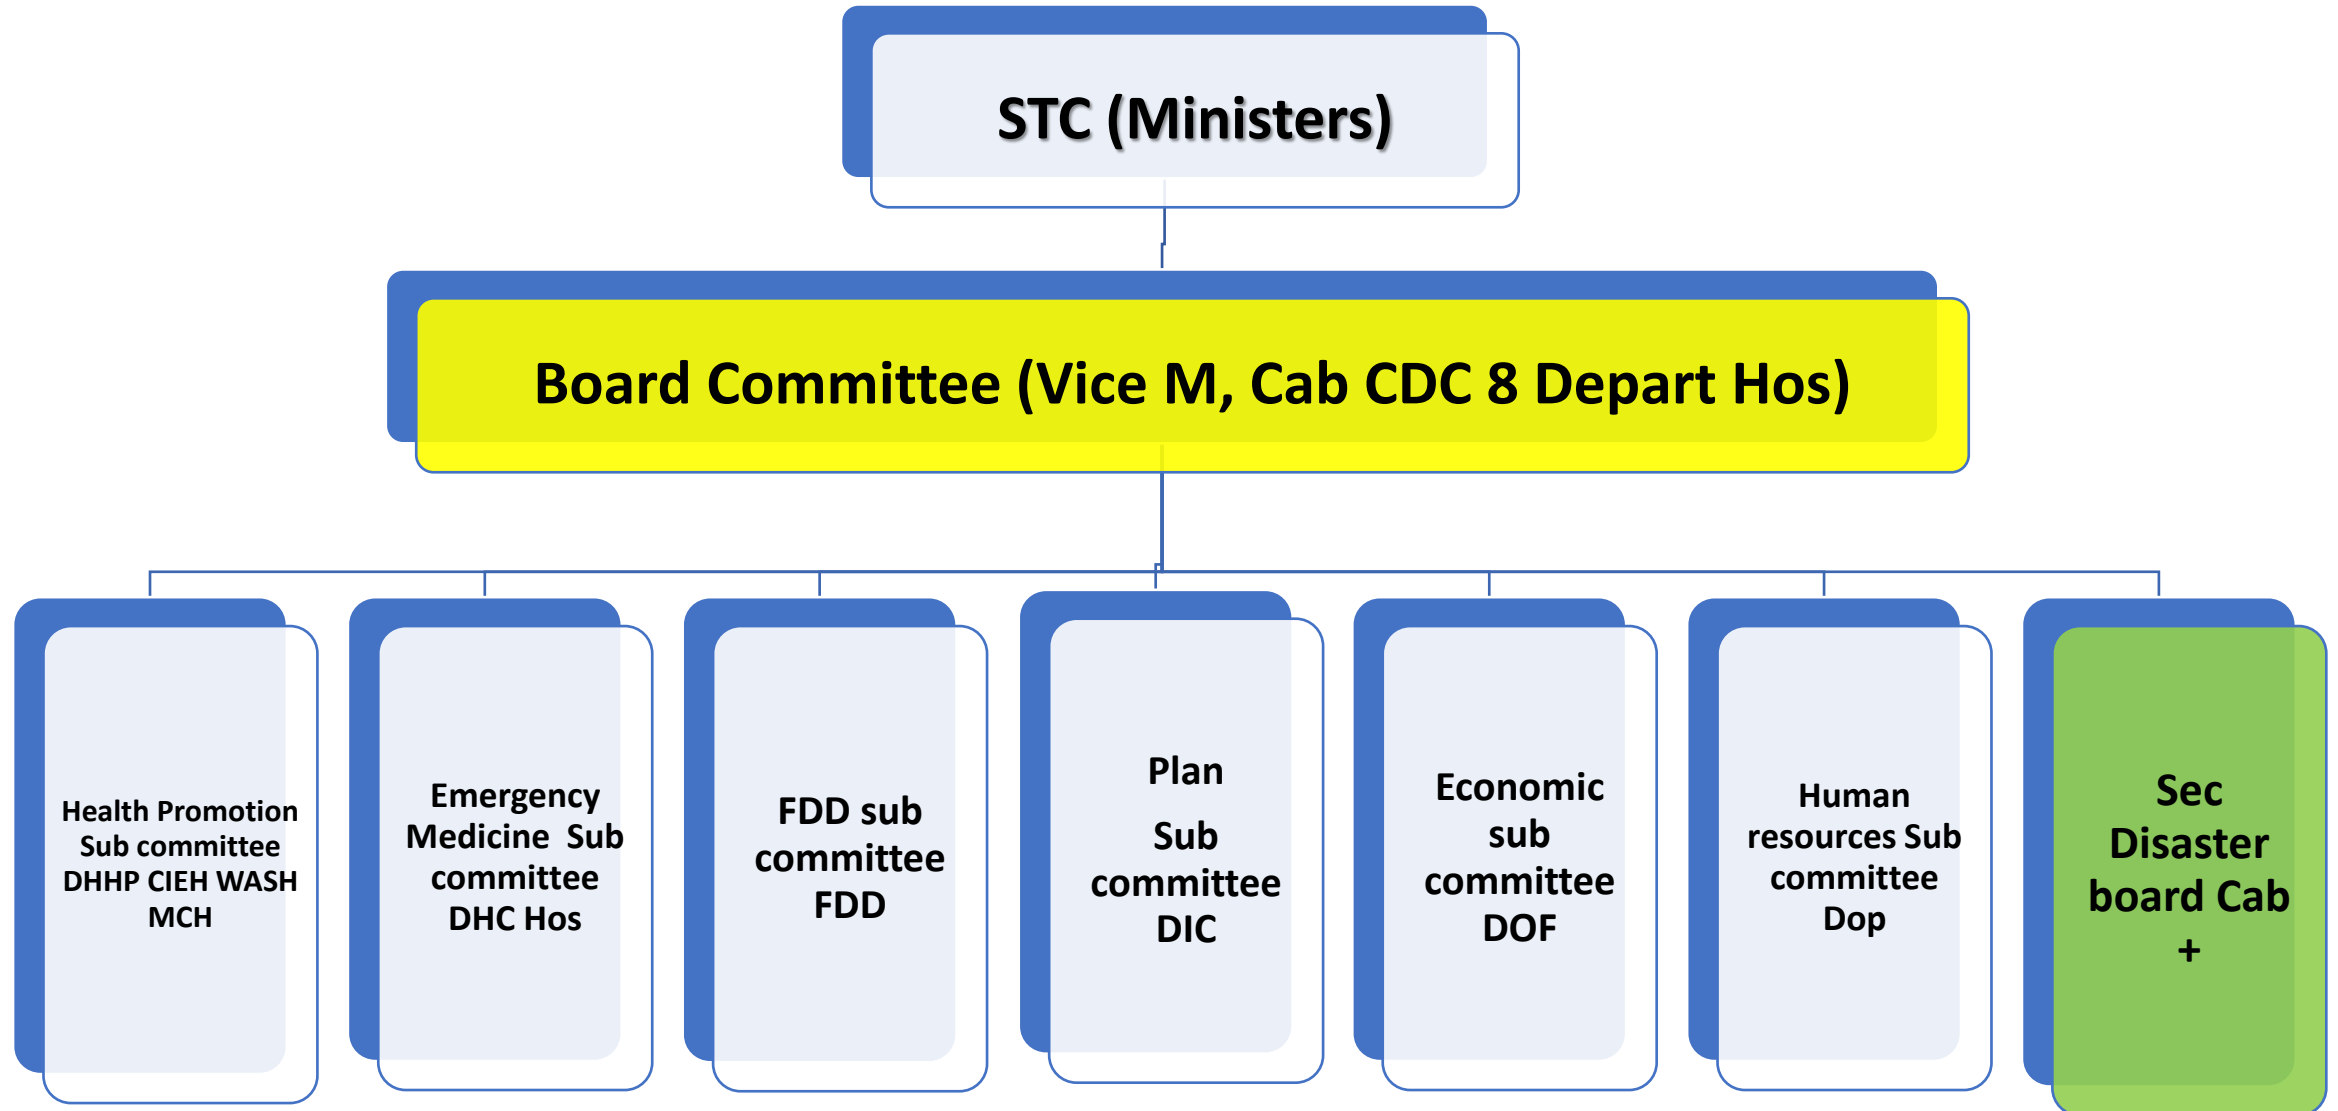 STC (Ministers)
Board Committee (Vice M, Cab CDC 8 Depart Hos)
Health Promotion
Sub committee
DHHP CIEH WASH
MCH
Emergency
Medicine  Sub
committee
DHC Hos
FDD sub
committee
FDD
Plan
Sub
committee
DIC
Economic
sub
committee
DOF
Human
resources Sub
committee
Dop
Sec
Disaster
board Cab
+